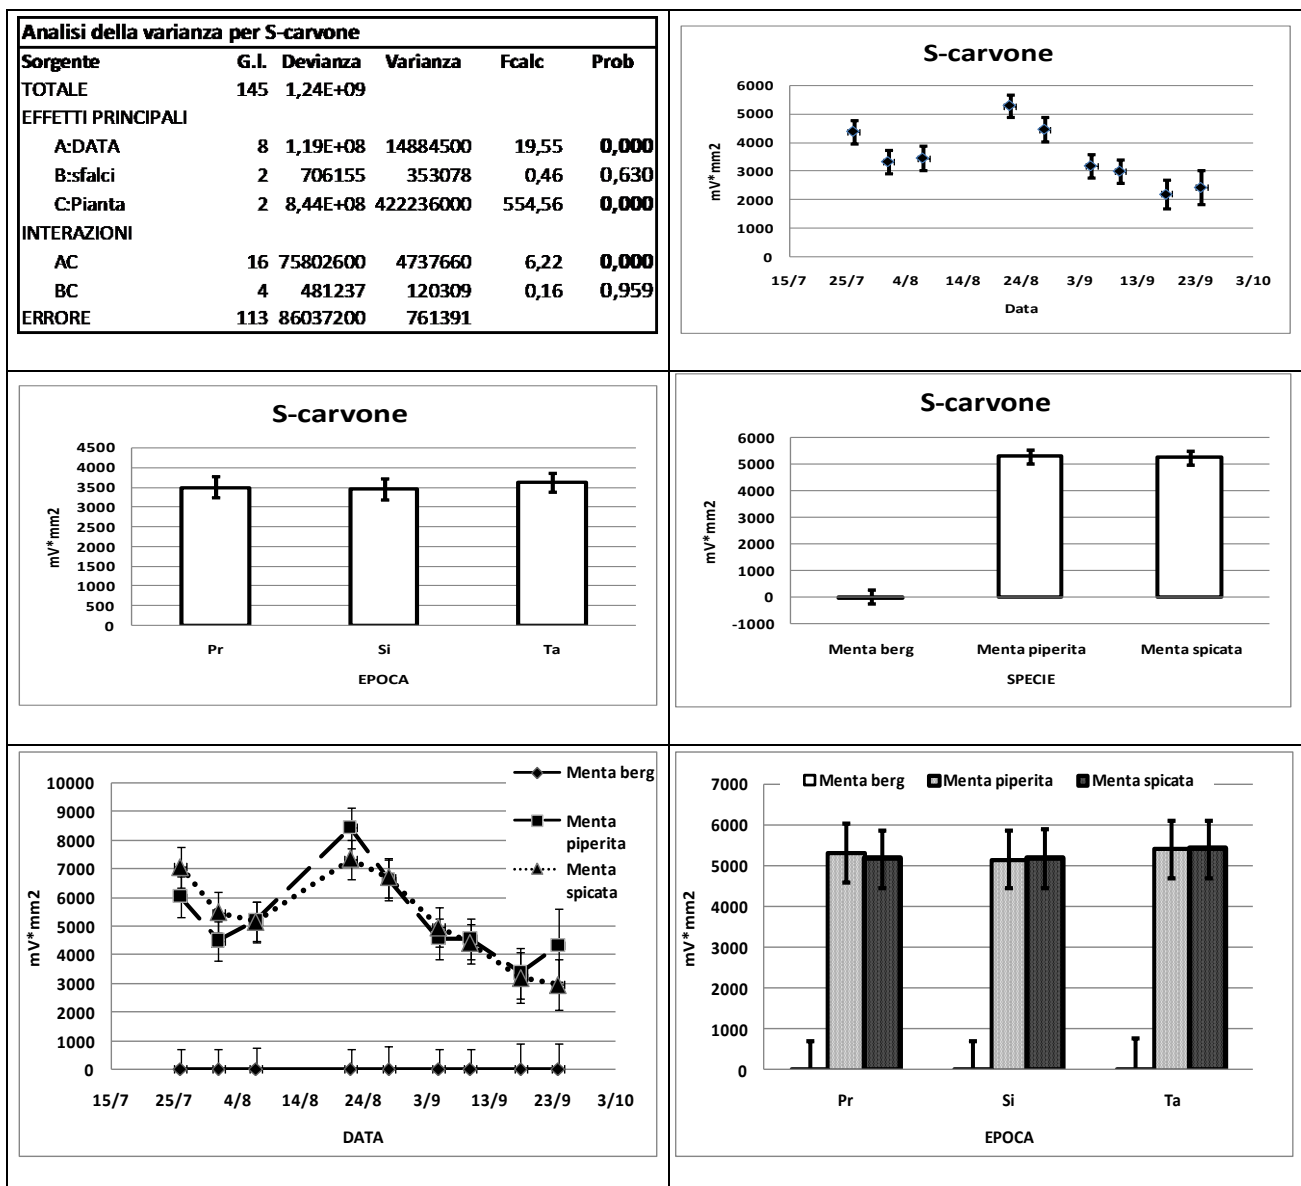 Analisi della varianza per S-carvone
Sorgente G.l. Devianza Varianza Fcalc Prob
TOTALE 145 1,24E+09
EFFETTI PRINCIPALI
A:DATA 8 1,19E+08 14884500 19,55 0,000
B:sfalci 2 706155 353078 0,46 0,630
C:Pianta 2 8,44E+08 422236000 554,56 0,000
INTERAZIONI
AC 16 75802600 4737660 6,22 0,000
BC 4 481237 120309 0,16 0,959
ERRORE 113 86037200 761391
S-carvone
6000
5000
4000
3000
2000
1000
0
mV*mm2
15/7 25/7 4/8 14/8 24/8 3/9 13/9 23/9 3/10
Data
S-carvone
4500
4000
3500
3000
2500
2000
1500
1000
500
0
mV*mm2
Pr Si Ta
EPOCA
S-carvone
6000
5000
4000
3000
2000
1000
0
-1000
mV*mm2
Menta berg Menta piperita Menta spicata
SPECIE
10000
9000
8000
7000
6000
5000
4000
3000
2000
1000
0
mV*mm2
Menta berg
Menta
piperita
Menta
spicata
15/7 25/7 4/8 14/8 24/8 3/9 13/9 23/9 3/10
DATA
Menta berg Menta piperita Menta spicata
7000
6000
5000
4000
3000
2000
1000
0
mV*mm2
Pr Si Ta
EPOCA